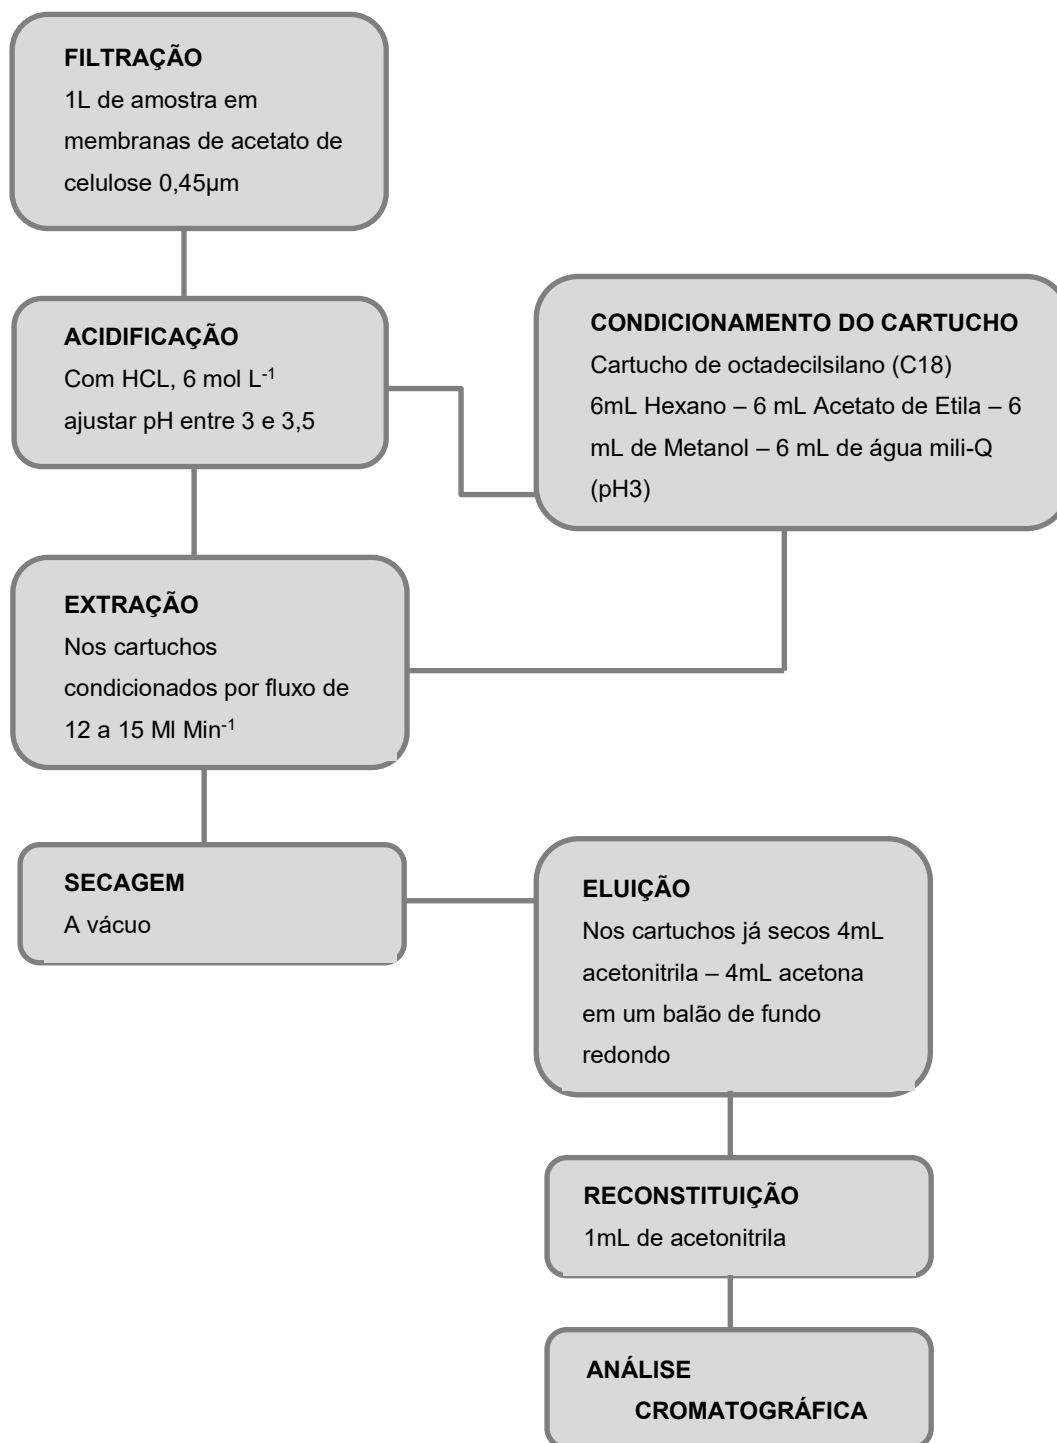 FILTRAÇÃO
1L de amostra em
membranas de acetato de
celulose 0,45µm
ACIDIFICAÇÃO
Com HCL, 6 mol L-1
ajustar pH entre 3 e 3,5
CONDICIONAMENTO DO CARTUCHO
Cartucho de octadecilsilano (C18)
6mL Hexano – 6 mL Acetato de Etila – 6
mL de Metanol – 6 mL de água mili-Q
(pH3)
EXTRAÇÃO
Nos cartuchos
condicionados por fluxo de
12 a 15 Ml Min-1
SECAGEM
A vácuo
ELUIÇÃO
Nos cartuchos já secos 4mL
acetonitrila – 4mL acetona
em um balão de fundo
redondo
RECONSTITUIÇÃO
1mL de acetonitrila
ANÁLISE
CROMATOGRÁFICA